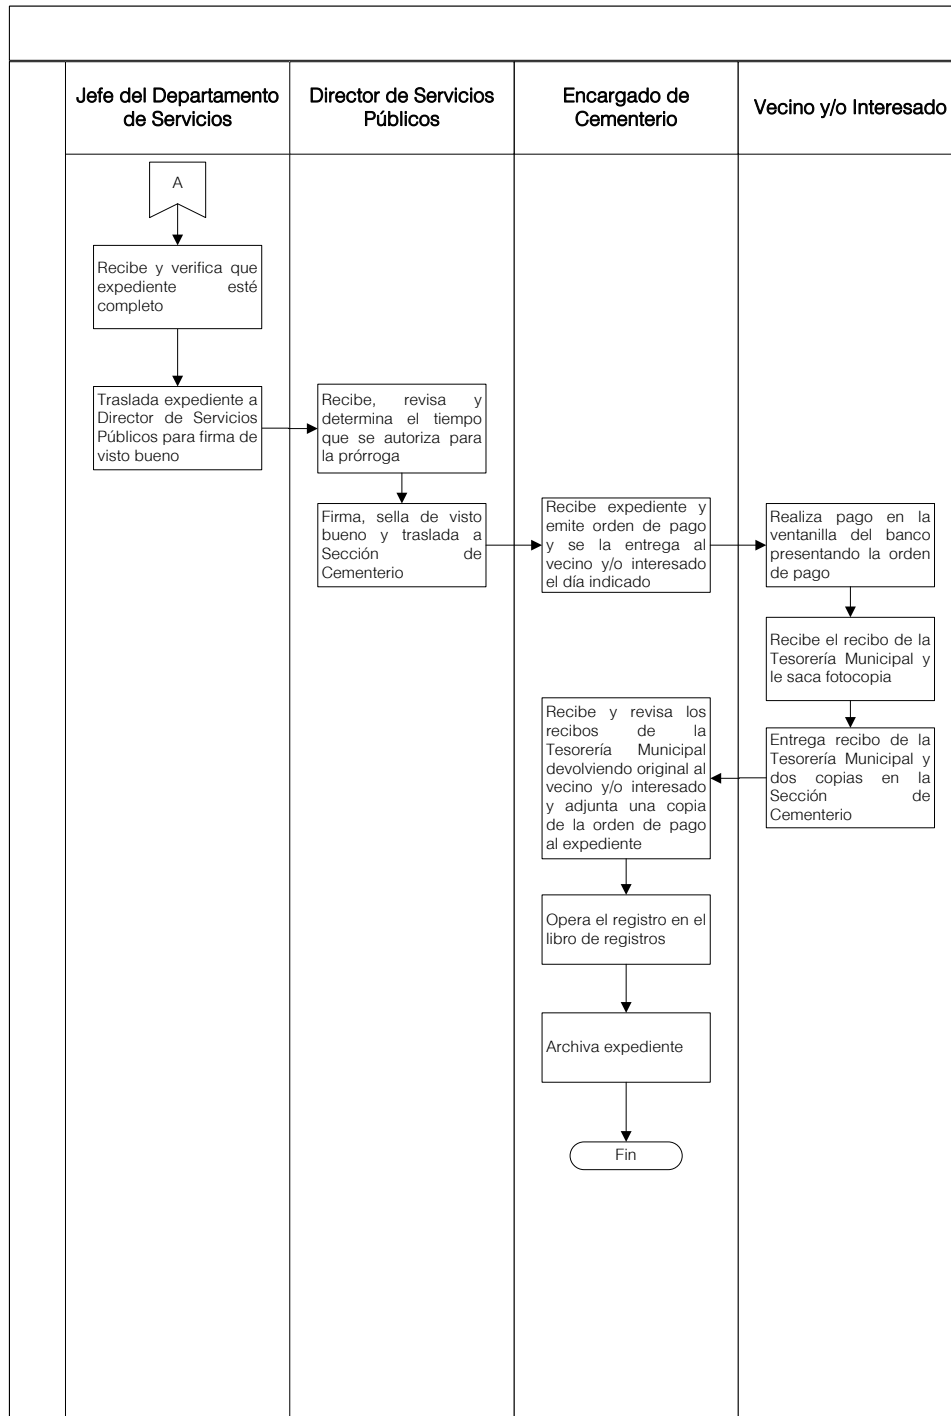 Jefe del Departamento
de Servicios
Director de Servicios
Públicos
Encargado de
Cementerio
Vecino y/o Interesado
A
Recibe y verifica que
expediente esté
completo
Traslada expediente a
Director de Servicios
Públicos para firma de
visto bueno
Recibe, revisa y
determina el tiempo
que se autoriza para
la prórroga
Firma, sella de visto
bueno y traslada a
Sección de
Cementerio
Recibe expediente y
emite orden de pago
y se la entrega al
vecino y/o interesado
el día indicado
Realiza pago en la
ventanilla del banco
presentando la orden
de pago
Recibe el recibo de la
Tesorería Municipal y
le saca fotocopia
Entrega recibo de la
Tesorería Municipal y
dos copias en la
Sección de
Cementerio
Recibe y revisa los
recibos de la
Tesorería Municipal
devolviendo original al
vecino y/o interesado
y adjunta una copia
de la orden de pago
al expediente
Opera el registro en el
libro de registros
Archiva expediente
Fin